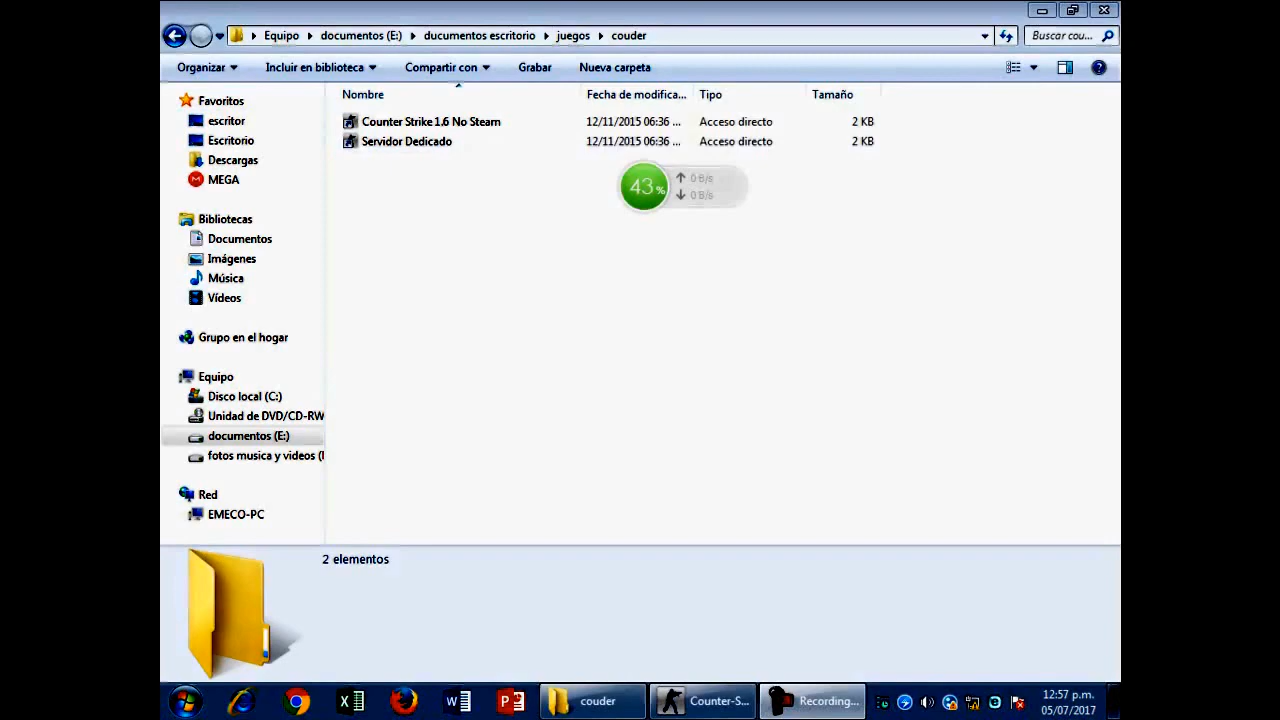 Equipo documentos (E:) ducumentos escritorio juegos couder Buscar cou...
Organizar Incluir en biblioteca Compartir con Grabar Nueva carpeta
Nombre Fecha de modifica... Tipo Tamaño
Counter Strike 1.6 No Steam 12/11/2015 06:36 ... Acceso directo 2 KB
Servidor Dedicado 12/11/2015 06:36 ... Acceso directo 2 KB
43%
0 B/s
0 B/s
Favoritos
escritor
Escritorio
Descargas
MEGA
Bibliotecas
Documentos
Imágenes
Música
Vídeos
Grupo en el hogar
Equipo
Disco local (C:)
Unidad de DVD/CD-RW
documentos (E:)
fotos musica y videos (
Red
EMECO-PC
2 elementos
couder Counter-S... Recording...
12:57 p.m.
05/07/2017